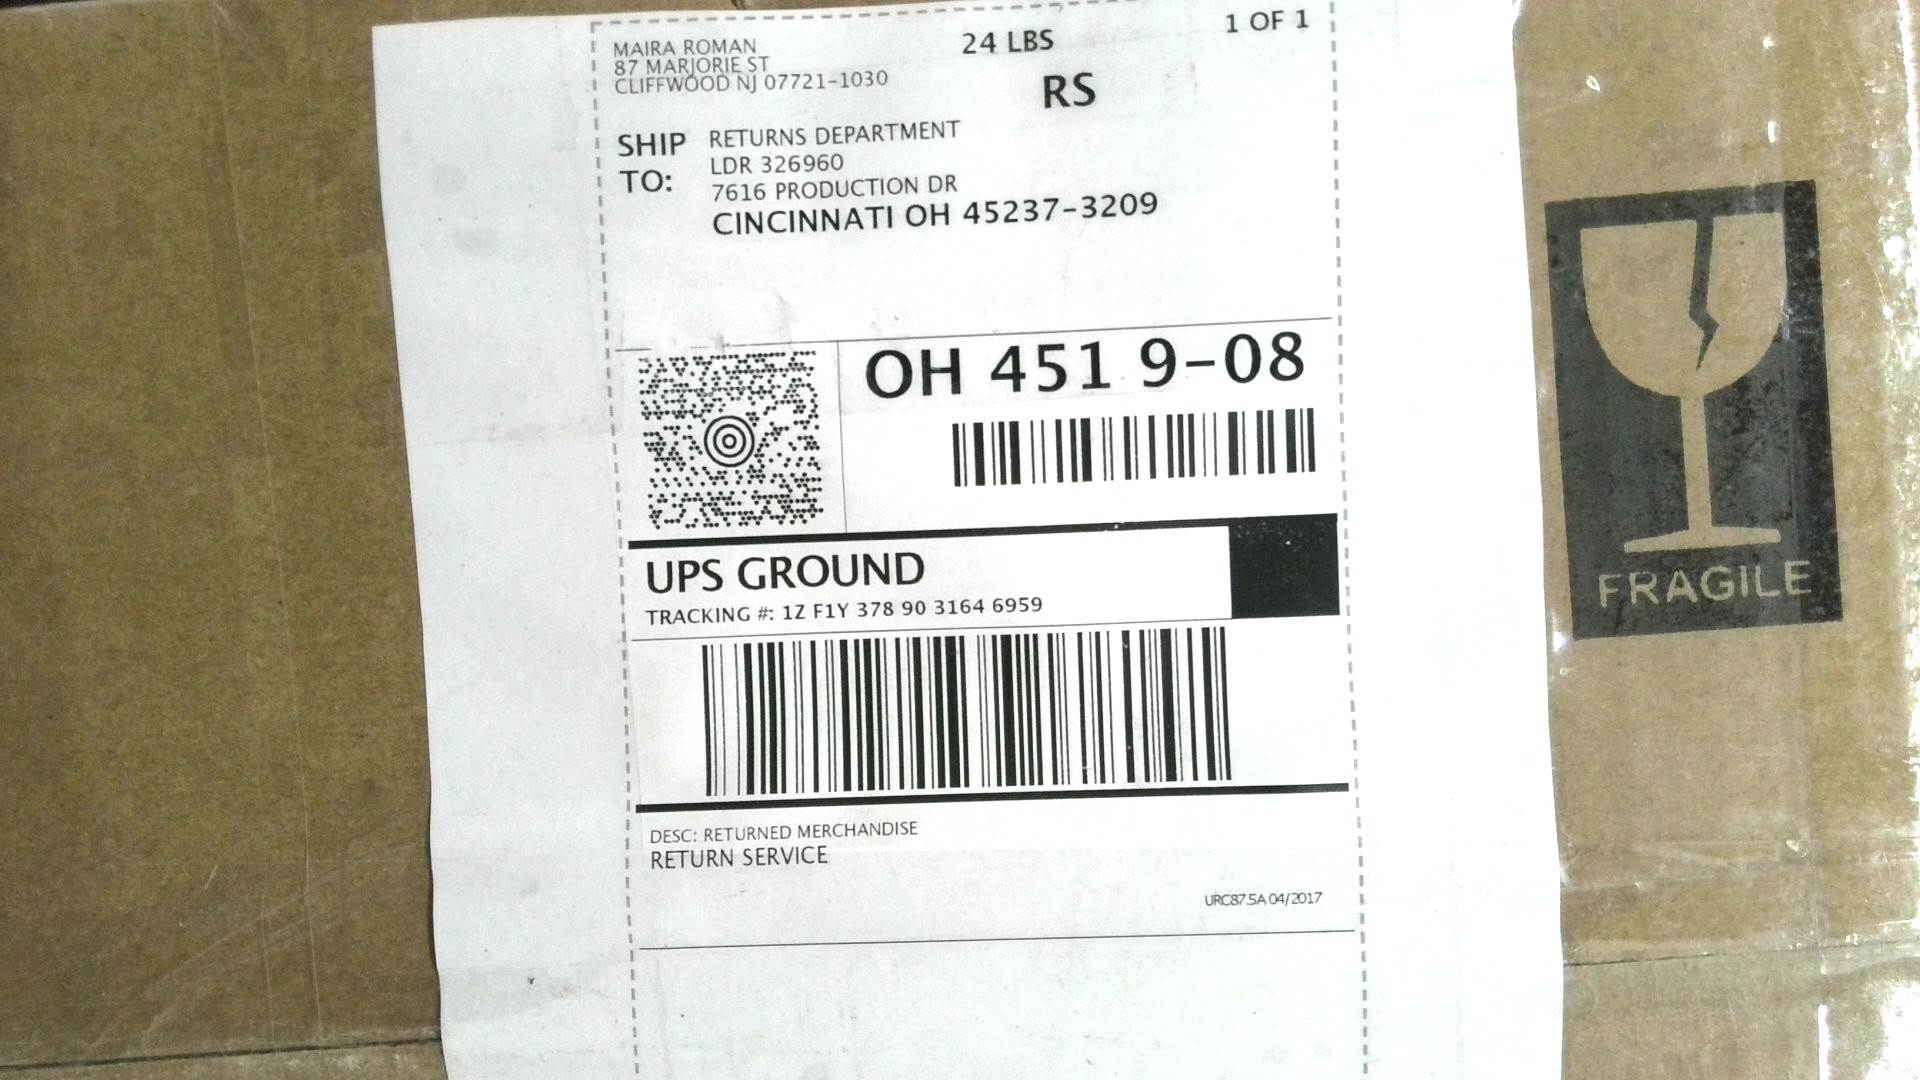 MAIRA ROMAN
87 MARJORIE ST
CLIFFWOOD NJ 07721-1030
24 LBS
1 OF 1
RS
SHIP TO:
RETURNS DEPARTMENT
LDR 326960
7616 PRODUCTION DR
CINCINNATI OH 45237-3209
OH 451 9-08
UPS GROUND
TRACKING #: 1Z F1Y 378 90 3164 6959
DESC: RETURNED MERCHANDISE
RETURN SERVICE
URC87.5A 04/2017
FRAGILE